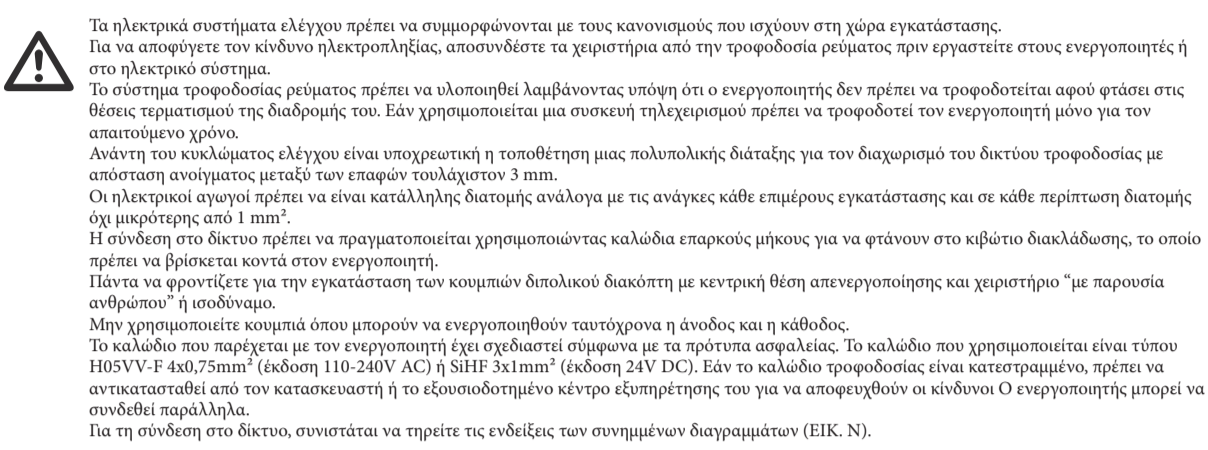 Τα ηλεκτρικά συστήματα ελέγχου πρέπει να συμμορφώνονται με τους κανονισμούς που ισχύουν στη χώρα εγκατάστασης.
Για να αποφύγετε τον κίνδυνο ηλεκτροπληξίας, αποσυνδέστε τα χειριστήρια από την τροφοδοσία ρεύματος πριν εργαστείτε στους ενεργοποιητές ή
στο ηλεκτρικό σύστημα.
Το σύστημα τροφοδοσίας ρεύματος πρέπει να υλοποιηθεί λαμβάνοντας υπόψη ότι ο ενεργοποιητής δεν πρέπει να τροφοδοτείται αφού φτάσει στις
θέσεις τερματισμού της διαδρομής του. Εάν χρησιμοποιείται μια συσκευή τηλεχειρισμού πρέπει να τροφοδοτεί τον ενεργοποιητή μόνο για τον
απαιτούμενο χρόνο.
Ανάντη του κυκλώματος ελέγχου είναι υποχρεωτική η τοποθέτηση μιας πολυπολικής διάταξης για τον διαχωρισμό του δικτύου τροφοδοσίας με
απόσταση ανοίγματος μεταξύ των επαφών τουλάχιστον 3 mm.
Οι ηλεκτρικοί αγωγοί πρέπει να είναι κατάλληλης διατομής ανάλογα με τις ανάγκες κάθε επιμέρους εγκατάστασης και σε κάθε περίπτωση διατομής
όχι μικρότερης από 1 mm².
Η σύνδεση στο δίκτυο πρέπει να πραγματοποιείται χρησιμοποιώντας καλώδια επαρκούς μήκους για να φτάνουν στο κιβώτιο διακλάδωσης, το οποίο
πρέπει να βρίσκεται κοντά στον ενεργοποιητή.
Πάντα να φροντίζετε για την εγκατάσταση των κουμπιών διπολικού διακόπτη με κεντρική θέση απενεργοποίησης και χειριστήριο “με παρουσία
ανθρώπου” ή ισοδύναμο.
Μην χρησιμοποιείτε κουμπιά όπου μπορούν να ενεργοποιηθούν ταυτόχρονα η άνοδος και η κάθοδος.
Το καλώδιο που παρέχεται με τον ενεργοποιητή έχει σχεδιαστεί σύμφωνα με τα πρότυπα ασφαλείας. Το καλώδιο που χρησιμοποιείται είναι τύπου
H05VV-F 4x0,75mm² (έκδοση 110-240V AC) ή SiHF 3x1mm² (έκδοση 24V DC). Εάν το καλώδιο τροφοδοσίας είναι κατεστραμμένο, πρέπει να
αντικατασταθεί από τον κατασκευαστή ή το εξουσιοδοτημένο κέντρο εξυπηρέτησης του για να αποφευχθούν οι κίνδυνοι Ο ενεργοποιητής μπορεί να
συνδεθεί παράλληλα.
Για τη σύνδεση στο δίκτυο, συνιστάται να τηρείτε τις ενδείξεις των συνημμένων διαγραμμάτων (ΕΙΚ. N).